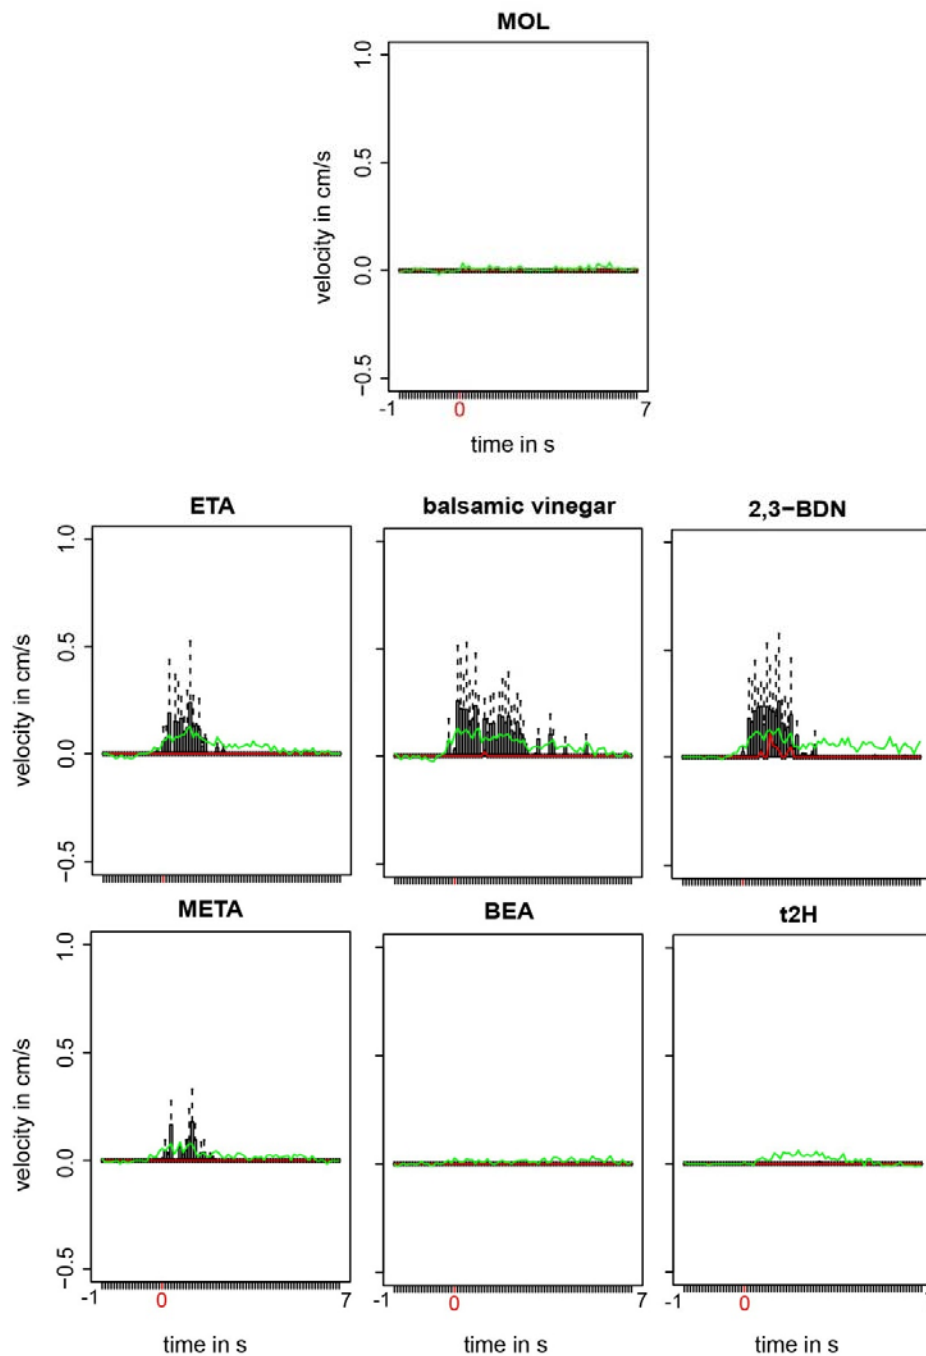 MOL
velocity in cm/s
1.0
0.5
0.0
−0.5
-1 0 7
time in s
ETA balsamic vinegar 2,3−BDN
velocity in cm/s
1.0
0.5
0.0
−0.5
META BEA t2H
velocity in cm/s
1.0
0.5
0.0
−0.5
-1 0 7 -1 0 7 -1 0
time in s time in s time in s